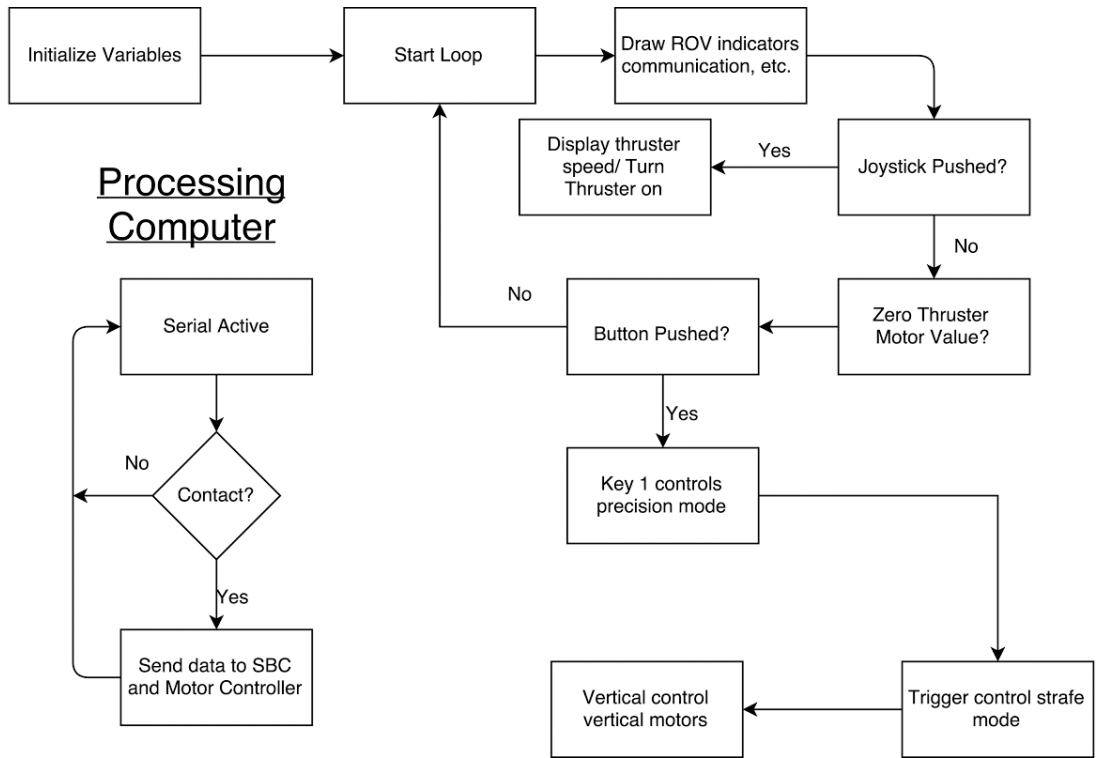 Initialize Variables
Start Loop
Draw ROV indicators
communication, etc.
Display thruster
speed/ Turn
Thruster on
Yes
Joystick Pushed?
Processing
Computer
No
Serial Active
No
Button Pushed?
Zero Thruster
Motor Value?
Yes
No
Contact?
Key 1 controls
precision mode
Yes
Send data to SBC
and Motor Controller
Vertical control
vertical motors
Trigger control strafe
mode